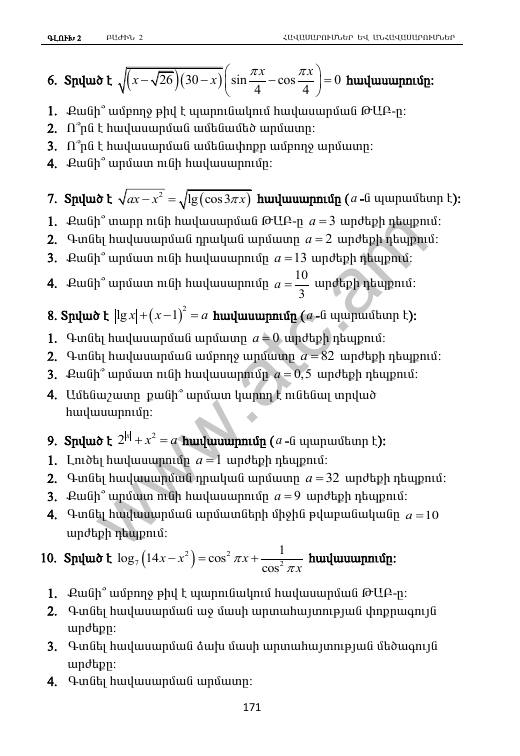 ԳԼՈՒԽ 2 ԲԱԺԻՆ 2 ՀԱՎԱՍԱՐՈՒՄՆԵՐ ԵՎ ԱՆՀԱՎԱՍԱՐՈՒՄՆԵՐ
6. Տրված է √((x−√26)(30−x))(sin πx/4 − cos πx/4) = 0 հավասարումը:
1. Քանի՞ ամբողջ թիվ է պարունակում հավասարման ԹԱԲ-ը:
2. Ո՞րն է հավասարման ամենամեծ արմատը:
3. Ո՞րն է հավասարման ամենափոքր ամբողջ արմատը:
4. Քանի՞ արմատ ունի հավասարումը:
7. Տրված է √(ax−x²) = √(lg(cos3πx)) հավասարումը (a-ն պարամետր է):
1. Քանի՞ տարր ունի հավասարման ԹԱԲ-ը a=3 արժեքի դեպքում:
2. Գտնել հավասարման դրական արմատը a=2 արժեքի դեպքում:
3. Քանի՞ արմատ ունի հավասարումը a=13 արժեքի դեպքում:
4. Քանի՞ արմատ ունի հավասարումը a=10/3 արժեքի դեպքում:
8. Տրված է |lg x|+(x−1)² = a հավասարումը (a-ն պարամետր է):
1. Գտնել հավասարման արմատը a=0 արժեքի դեպքում:
2. Գտնել հավասարման ամբողջ արմատը a=82 արժեքի դեպքում:
3. Քանի՞ արմատ ունի հավասարումը a=0,5 արժեքի դեպքում:
4. Ամենաշատը քանի՞ արմատ կարող է ունենալ տրված
հավասարումը:
9. Տրված է 2^|x| + x² = a հավասարումը (a-ն պարամետր է):
1. Լուծել հավասարումը a=1 արժեքի դեպքում:
2. Գտնել հավասարման դրական արմատը a=32 արժեքի դեպքում:
3. Քանի՞ արմատ ունի հավասարումը a=9 արժեքի դեպքում:
4. Գտնել հավասարման արմատների միջին թվաբանականը a=10
արժեքի դեպքում:
10. Տրված է log₇(14x−x²) = cos² πx + 1/(cos² πx) հավասարումը:
1. Քանի՞ ամբողջ թիվ է պարունակում հավասարման ԹԱԲ-ը:
2. Գտնել հավասարման աջ մասի արտահայտության փոքրագույն
արժեքը:
3. Գտնել հավասարման ձախ մասի արտահայտության մեծագույն
արժեքը:
4. Գտնել հավասարման արմատը:
171
www.atc.am